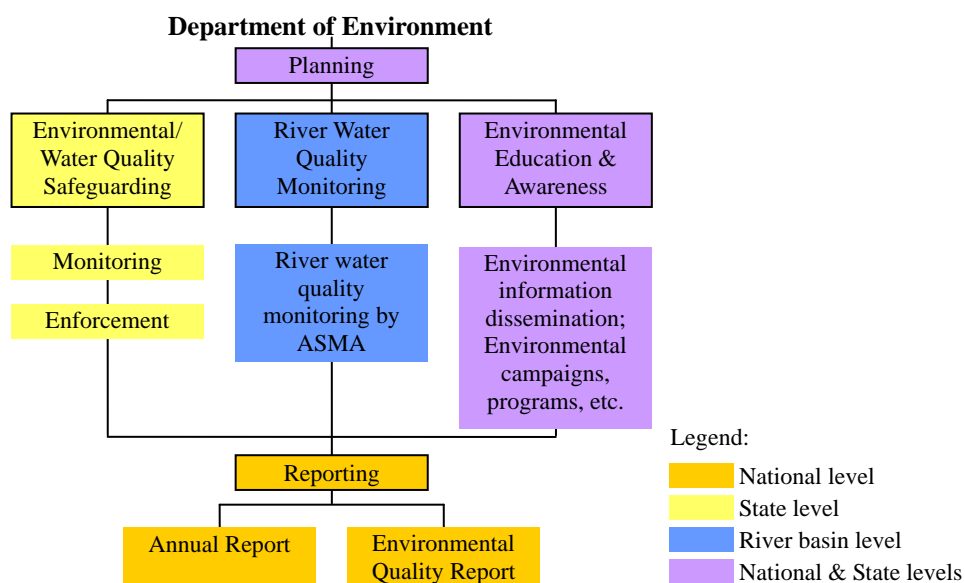 Department of Environment
Planning
Environmental/
Water Quality
Safeguarding
River Water
Quality
Monitoring
Environmental
Education &
Awareness
Monitoring
Enforcement
River water
quality
monitoring by
ASMA
Environmental
information
dissemination;
Environmental
campaigns,
programs, etc.
Reporting
Annual Report
Environmental
Quality Report
Legend:
National level
State level
River basin level
National & State levels